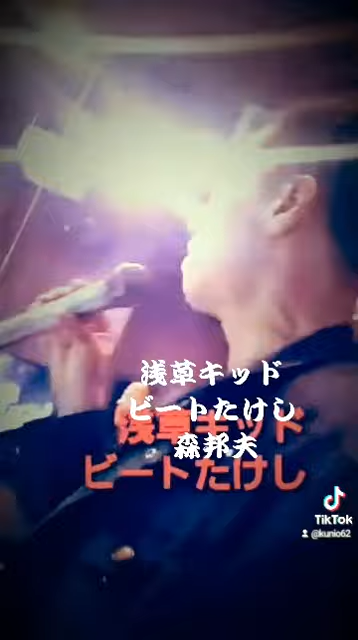 浅草キッド
ビートたけし
浅草キッド
森邦夫
ビートたけし
TikTok
@kunio62